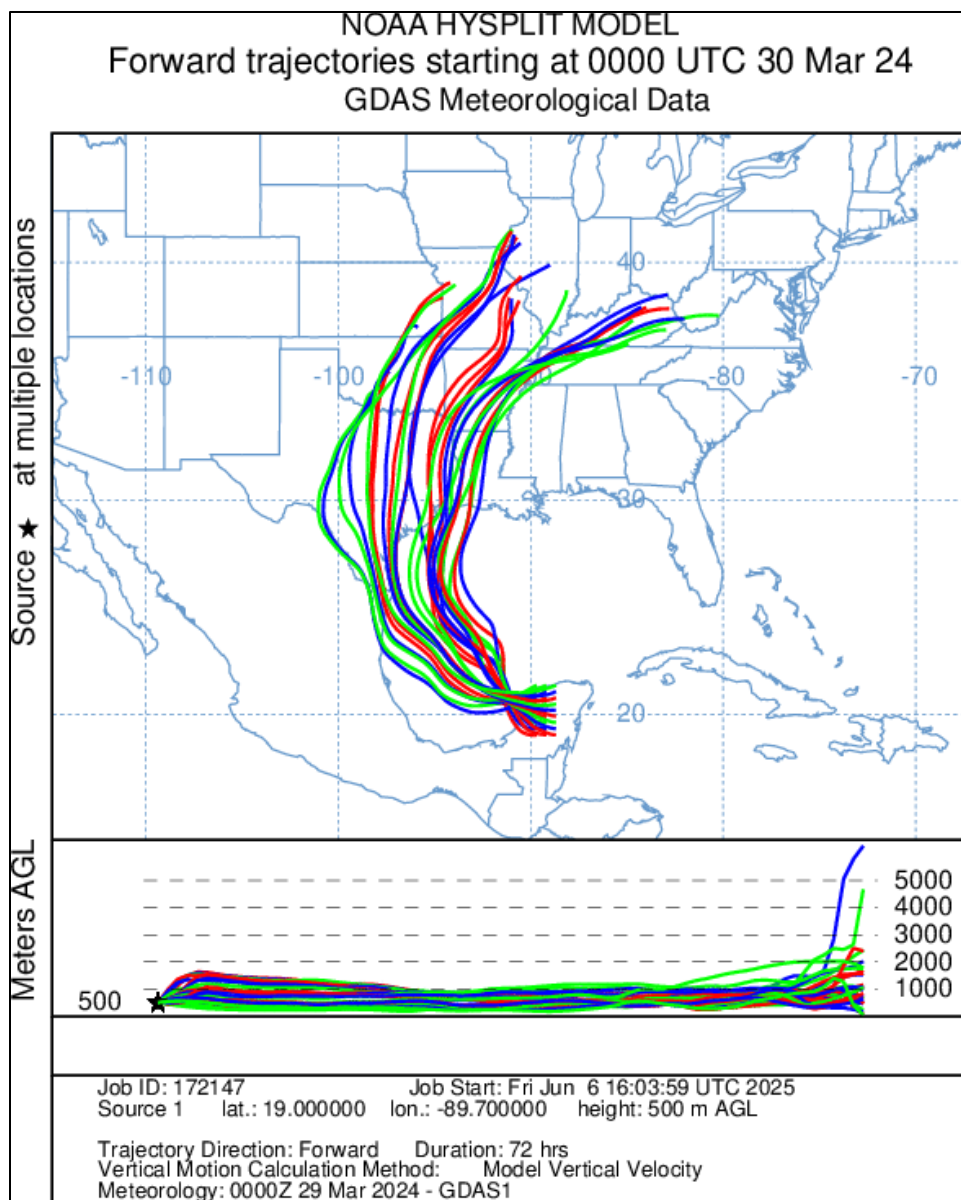 NOAA HYSPLIT MODEL
Forward trajectories starting at 0000 UTC 30 Mar 24
GDAS Meteorological Data
Source ★ at multiple locations
40
-110 -100 -80 -70
30
20
Meters AGL
5000
4000
3000
2000
1000
500
Job ID: 172147 Job Start: Fri Jun 6 16:03:59 UTC 2025
Source 1 lat.: 19.000000 lon.: -89.700000 height: 500 m AGL
Trajectory Direction: Forward Duration: 72 hrs
Vertical Motion Calculation Method: Model Vertical Velocity
Meteorology: 0000Z 29 Mar 2024 - GDAS1